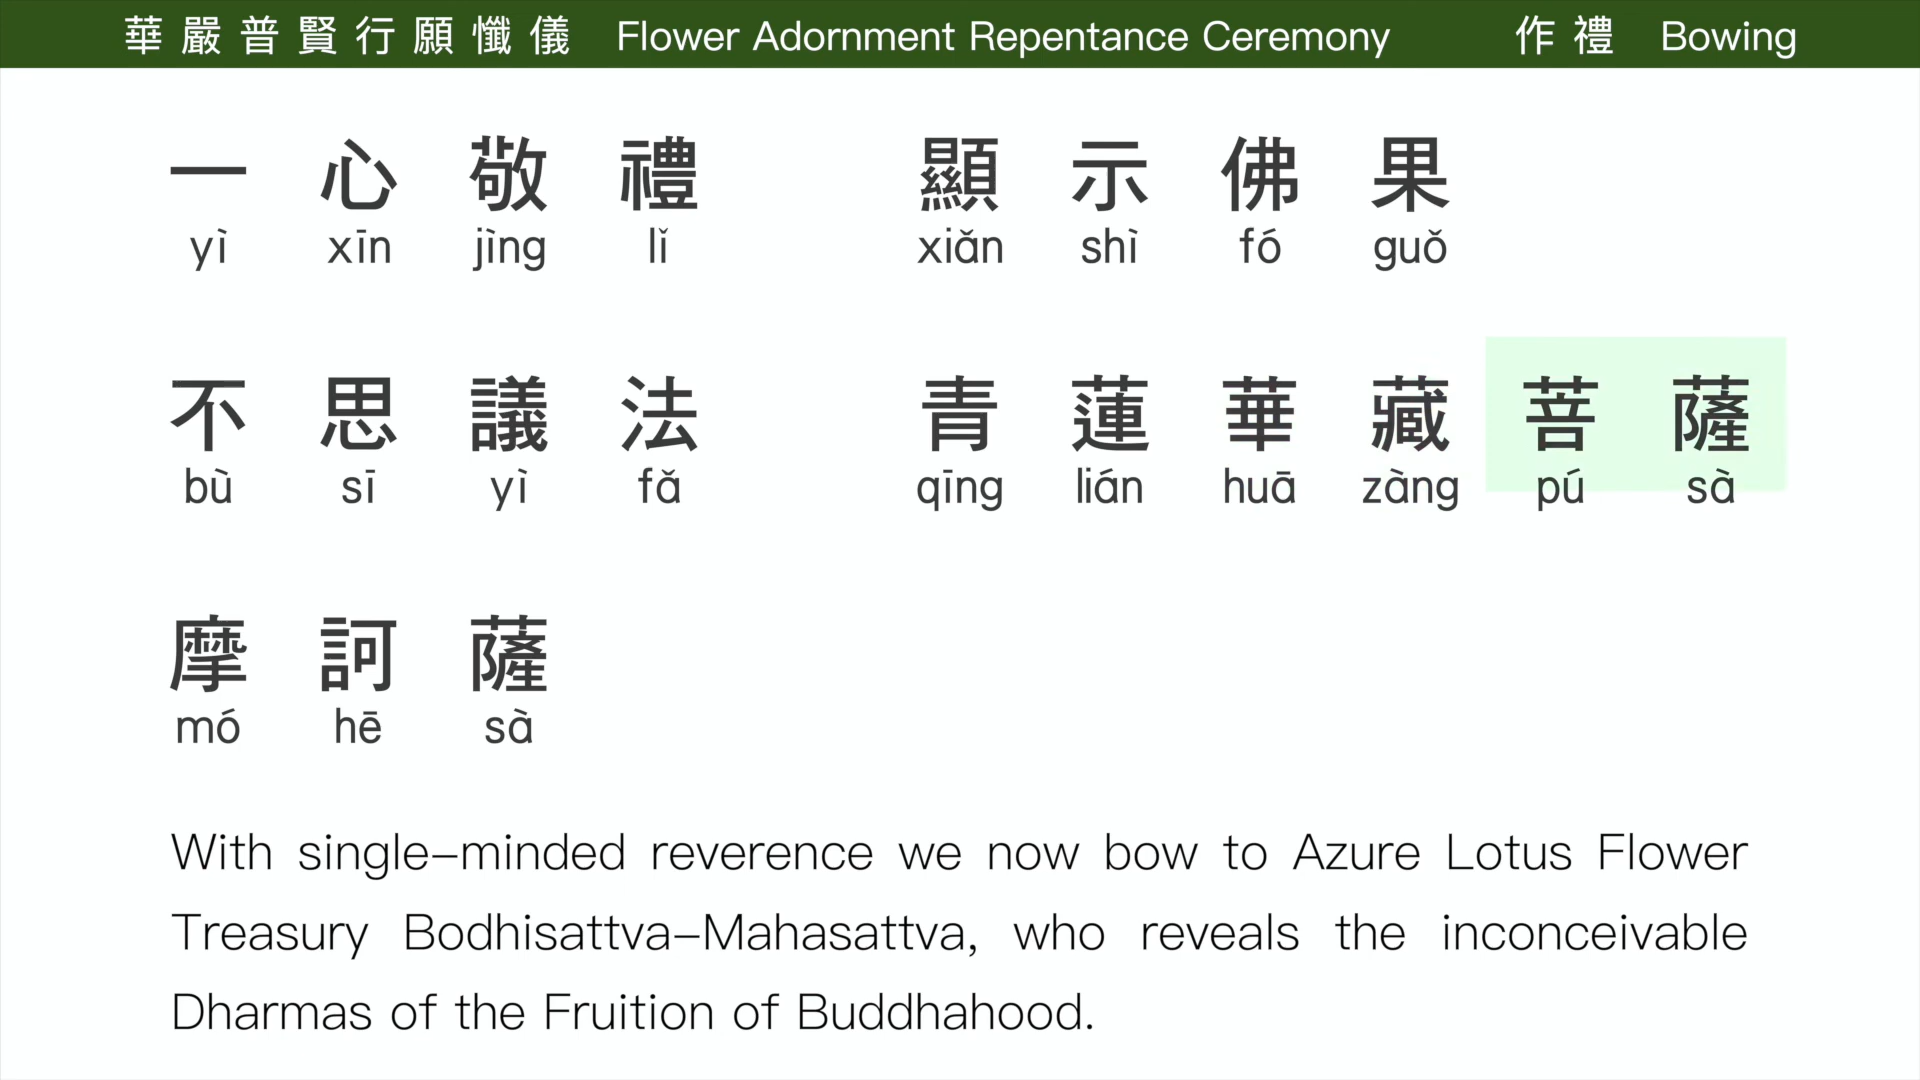 華嚴普賢行願懺儀 Flower Adornment Repentance Ceremony 作禮 Bowing
一心敬禮 顯示佛果
yì xīn jìng lǐ xiǎn shì fó guǒ
不思議法 青蓮華藏菩薩
bù sī yì fǎ qīng lián huā zàng pú sà
摩訶薩
mó hē sà
With single-minded reverence we now bow to Azure Lotus Flower
Treasury Bodhisattva-Mahasattva, who reveals the inconceivable
Dharmas of the Fruition of Buddhahood.